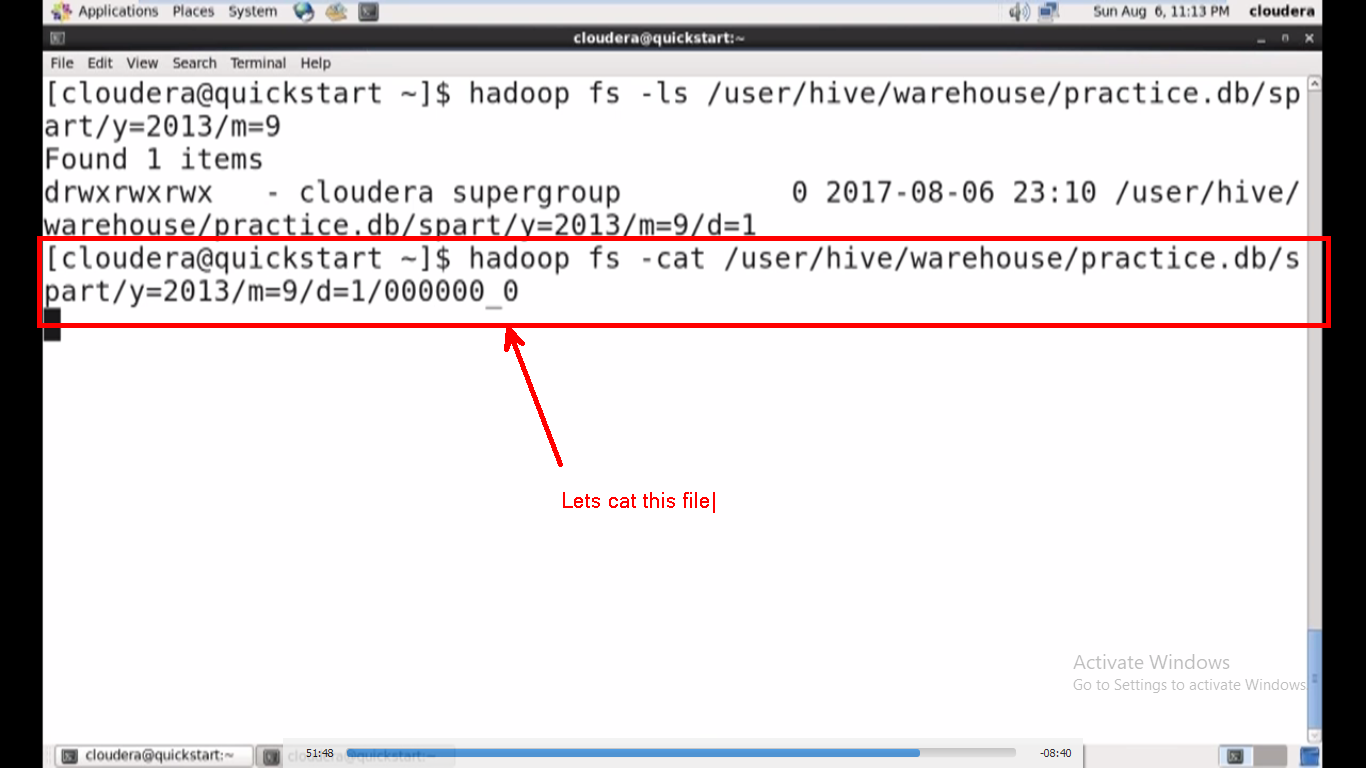 Applications Places System Sun Aug 6, 11:13 PM cloudera
cloudera@quickstart:~
File Edit View Search Terminal Help
[cloudera@quickstart ~]$ hadoop fs -ls /user/hive/warehouse/practice.db/sp
art/y=2013/m=9
Found 1 items
drwxrwxrwx   - cloudera supergroup          0 2017-08-06 23:10 /user/hive/
warehouse/practice.db/spart/y=2013/m=9/d=1
[cloudera@quickstart ~]$ hadoop fs -cat /user/hive/warehouse/practice.db/s
part/y=2013/m=9/d=1/000000_0
Lets cat this file
Activate Windows
Go to Settings to activate Windows.
cloudera@quickstart:~ cloudera@quickstart:~
51:48 -08:40